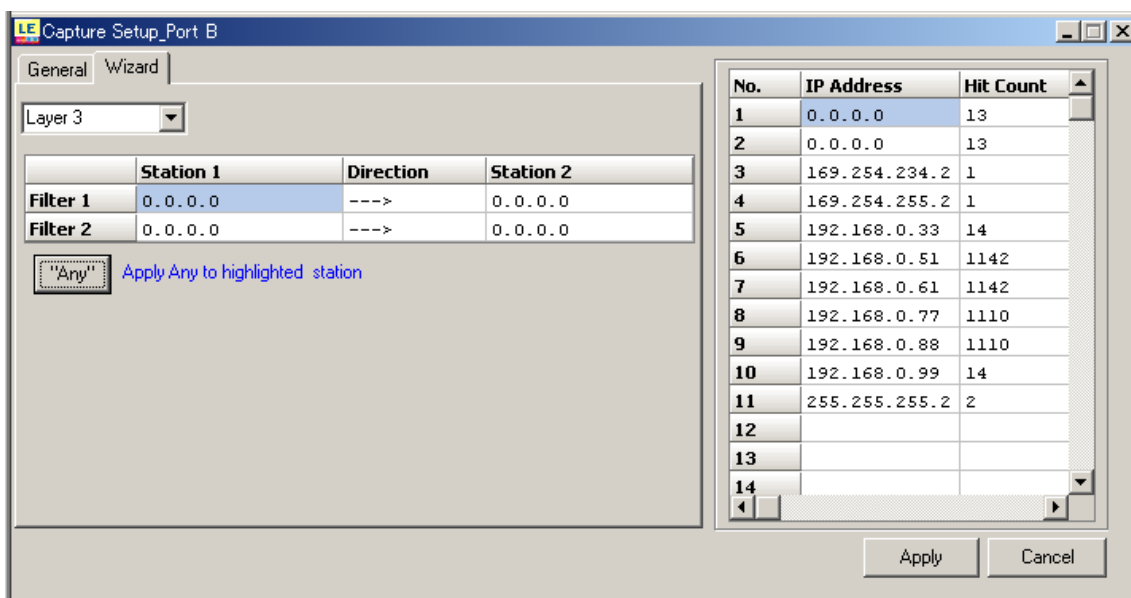 LE Capture Setup_Port B
General Wizard
Layer 3
Station 1 Direction Station 2
Filter 1 0.0.0.0 ---> 0.0.0.0
Filter 2 0.0.0.0 ---> 0.0.0.0
"Any" Apply Any to highlighted station
No. IP Address Hit Count
1 0.0.0.0 13
2 0.0.0.0 13
3 169.254.234.2 1
4 169.254.255.2 1
5 192.168.0.33 14
6 192.168.0.51 1142
7 192.168.0.61 1142
8 192.168.0.77 1110
9 192.168.0.88 1110
10 192.168.0.99 14
11 255.255.255.2 2
12
13
14
Apply Cancel